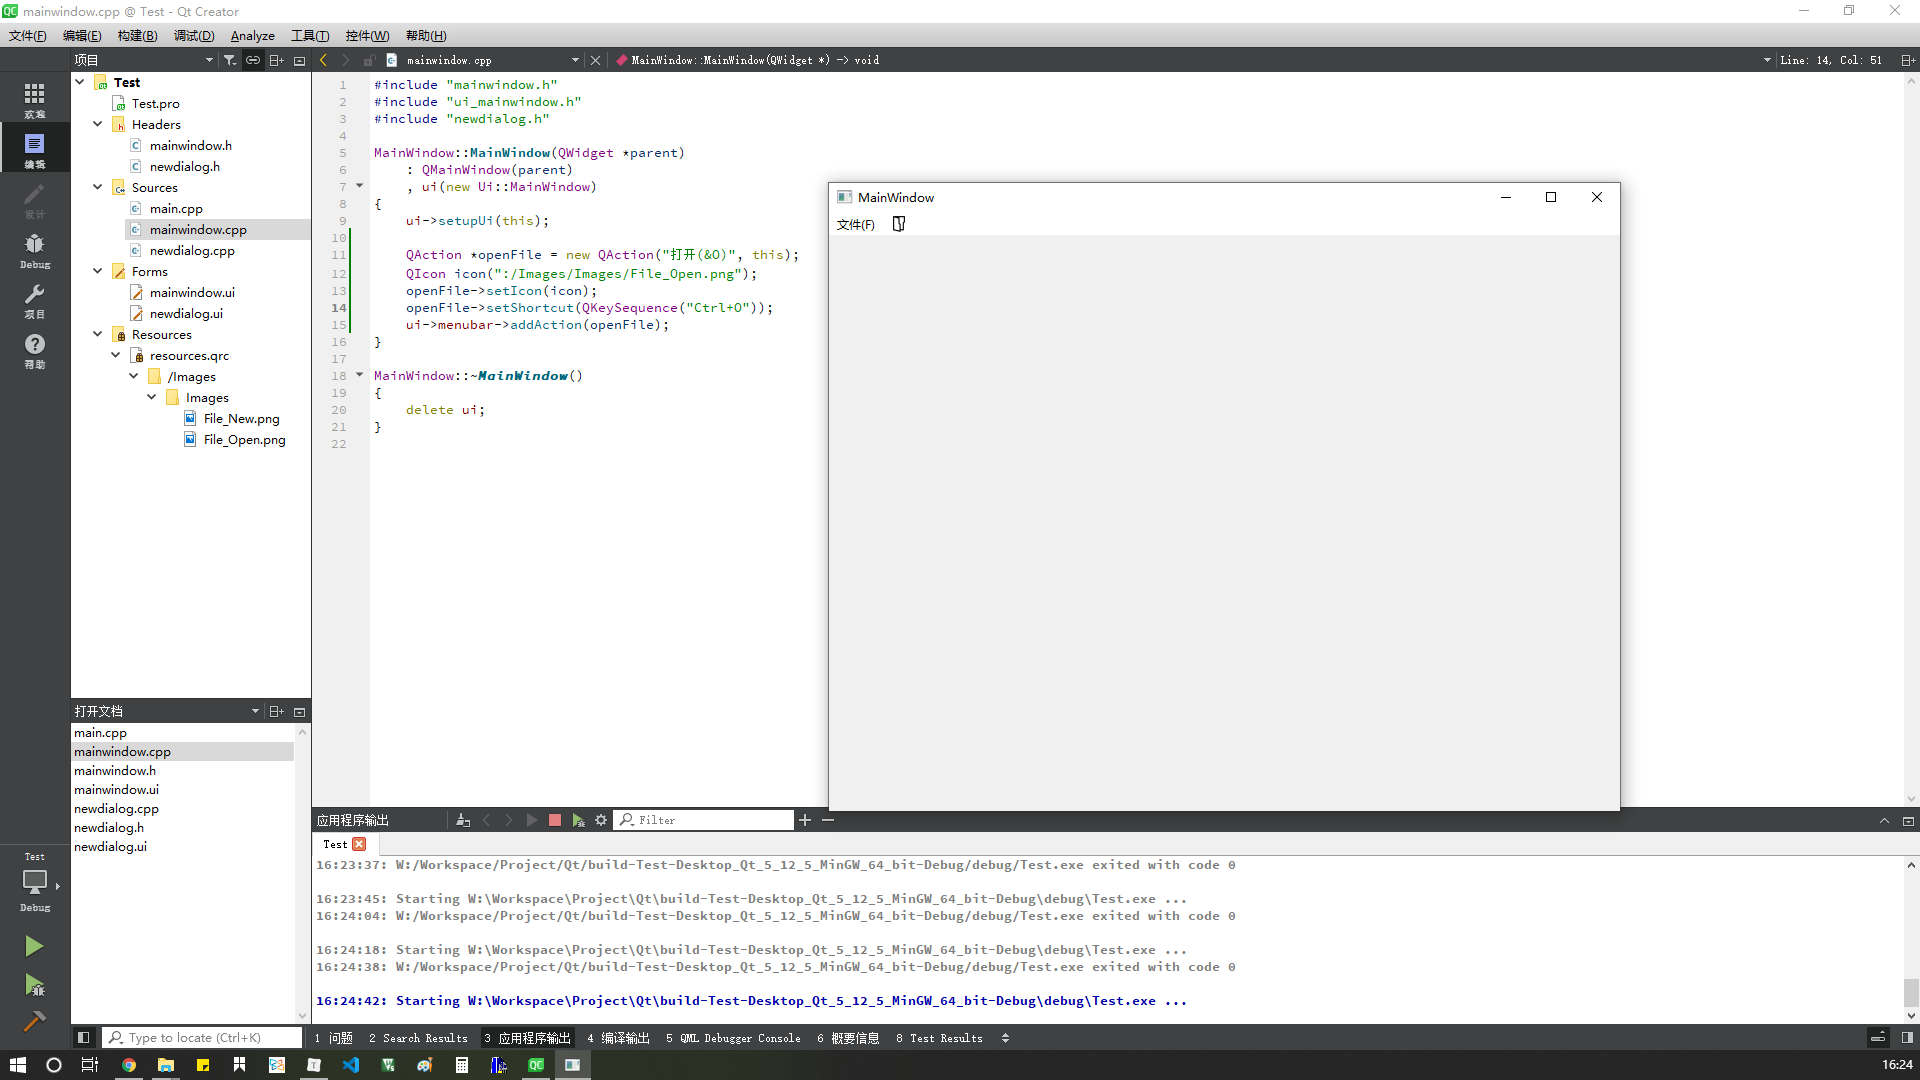 mainwindow.cpp @ Test - Qt Creator
文件(F) 编辑(E) 构建(B) 调试(D) Analyze 工具(T) 控件(W) 帮助(H)
项目
mainwindow.cpp
MainWindow::MainWindow(QWidget *) -> void
Line: 14, Col: 51
欢迎
编辑
设计
Debug
项目
帮助
Test
Test.pro
Headers
mainwindow.h
newdialog.h
Sources
main.cpp
mainwindow.cpp
newdialog.cpp
Forms
mainwindow.ui
newdialog.ui
Resources
resources.qrc
/Images
Images
File_New.png
File_Open.png
1 #include "mainwindow.h"
2 #include "ui_mainwindow.h"
3 #include "newdialog.h"
4
5 MainWindow::MainWindow(QWidget *parent)
6 : QMainWindow(parent)
7 , ui(new Ui::MainWindow)
8 {
9 ui->setupUi(this);
10
11 QAction *openFile = new QAction("打开(&O)", this);
12 QIcon icon(":/Images/Images/File_Open.png");
13 openFile->setIcon(icon);
14 openFile->setShortcut(QKeySequence("Ctrl+O"));
15 ui->menubar->addAction(openFile);
16 }
17
18 MainWindow::~MainWindow()
19 {
20 delete ui;
21 }
22
MainWindow
文件(F)
打开文档
main.cpp
mainwindow.cpp
mainwindow.h
mainwindow.ui
newdialog.cpp
newdialog.h
newdialog.ui
Test
Debug
应用程序输出
Filter
Test
16:23:37: W:/Workspace/Project/Qt/build-Test-Desktop_Qt_5_12_5_MinGW_64_bit-Debug/debug/Test.exe exited with code 0
16:23:45: Starting W:\Workspace\Project\Qt\build-Test-Desktop_Qt_5_12_5_MinGW_64_bit-Debug\debug\Test.exe ...
16:24:04: W:/Workspace/Project/Qt/build-Test-Desktop_Qt_5_12_5_MinGW_64_bit-Debug/debug/Test.exe exited with code 0
16:24:18: Starting W:\Workspace\Project\Qt\build-Test-Desktop_Qt_5_12_5_MinGW_64_bit-Debug\debug\Test.exe ...
16:24:38: W:/Workspace/Project/Qt/build-Test-Desktop_Qt_5_12_5_MinGW_64_bit-Debug/debug/Test.exe exited with code 0
16:24:42: Starting W:\Workspace\Project\Qt\build-Test-Desktop_Qt_5_12_5_MinGW_64_bit-Debug\debug\Test.exe ...
Type to locate (Ctrl+K)
1 问题 2 Search Results 3 应用程序输出 4 编译输出 5 QML Debugger Console 6 概要信息 8 Test Results
16:24